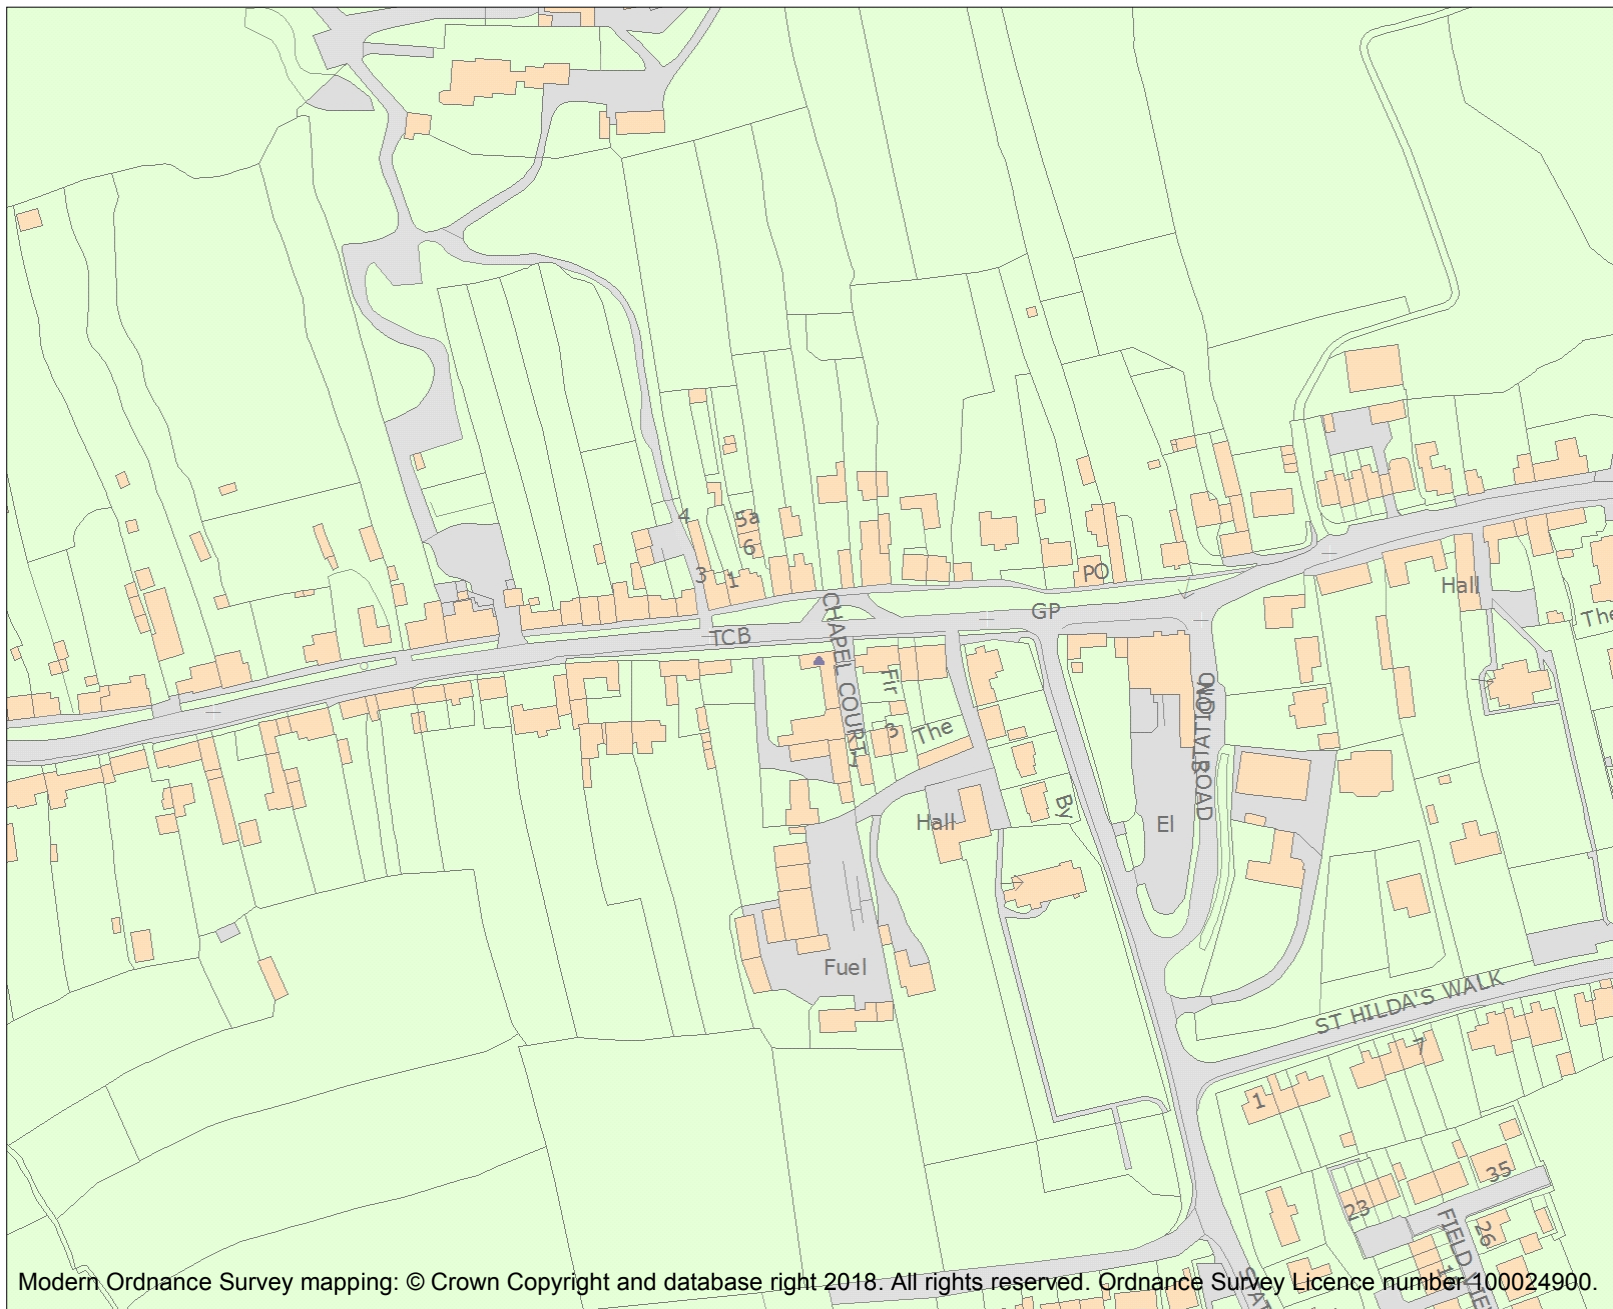 4
5a
6
3
1
PO
GP
TCB
CHAPEL COURT
Hall
The
Fir
3
The
By
Hall
El
OLD STATION ROAD
Fuel
ST HILDA'S WALK
7
1
35
23
26
Modern Ordnance Survey mapping: © Crown Copyright and database right 2018. All rights reserved. Ordnance Survey Licence number 100024900.